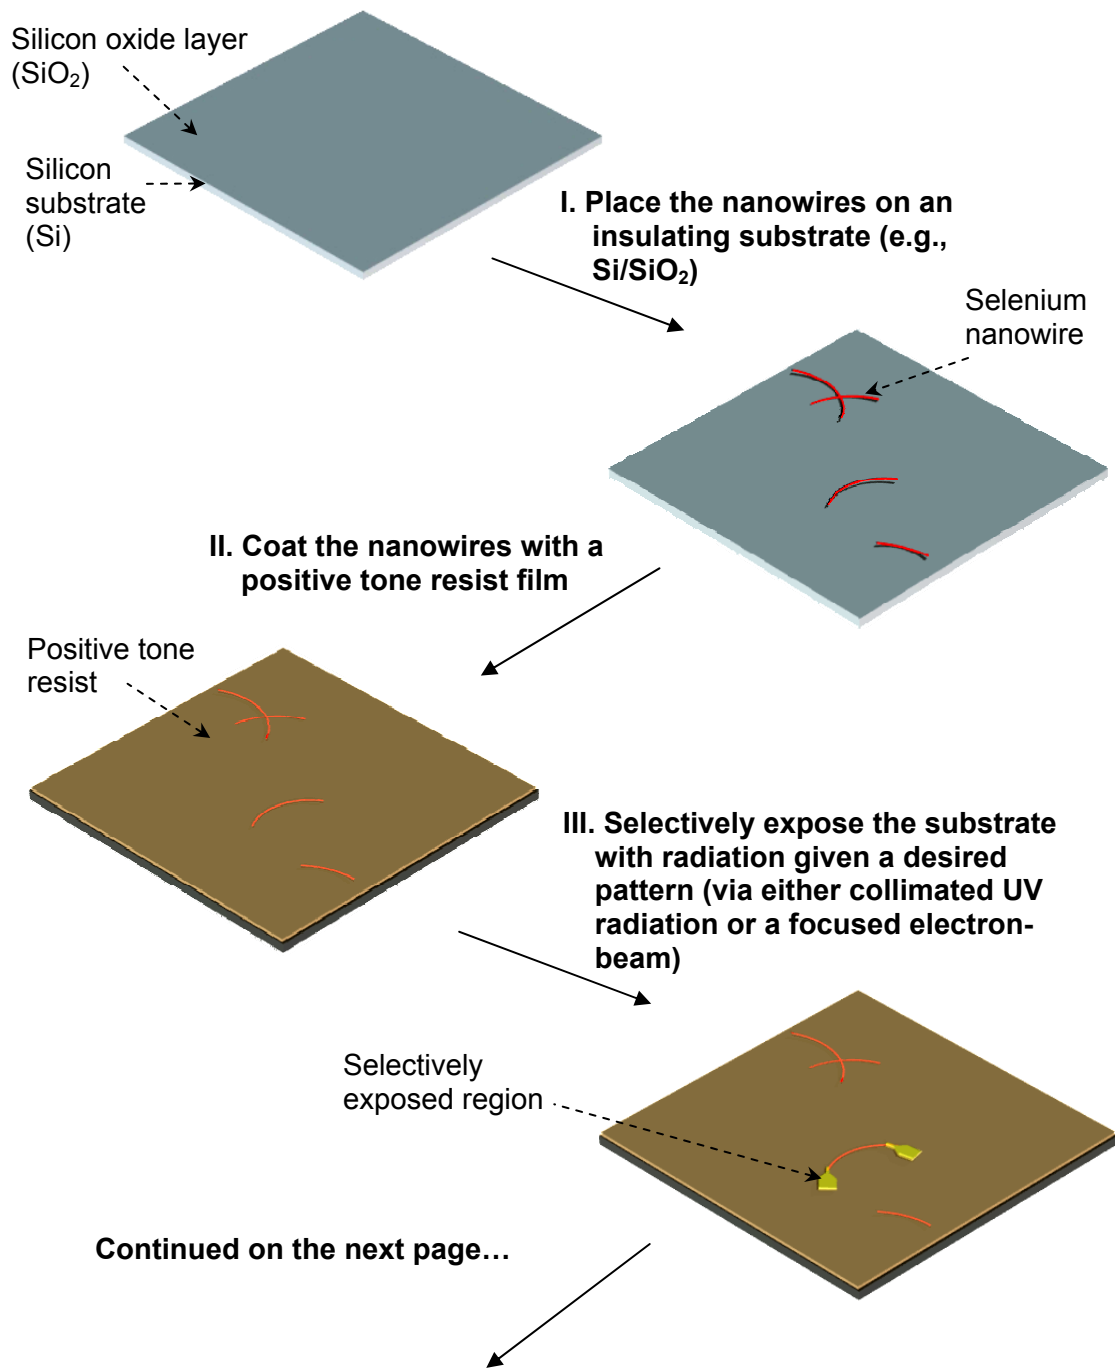 Silicon oxide layer
(SiO₂)
Silicon
substrate
(Si)
I. Place the nanowires on an
insulating substrate (e.g.,
Si/SiO₂)
Selenium
nanowire
II. Coat the nanowires with a
positive tone resist film
Positive tone
resist
III. Selectively expose the substrate
with radiation given a desired
pattern (via either collimated UV
radiation or a focused electron-
beam)
Selectively
exposed region
Continued on the next page…